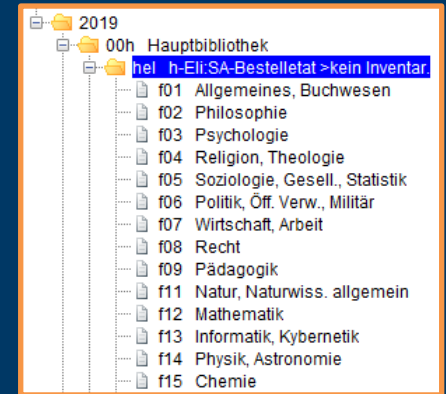 2019
00h Hauptbibliothek
hel h-Eli:SA-Bestelletat >kein Inventar.
f01 Allgemeines, Buchwesen
f02 Philosophie
f03 Psychologie
f04 Religion, Theologie
f05 Soziologie, Gesell., Statistik
f06 Politik, Öff. Verw., Militär
f07 Wirtschaft, Arbeit
f08 Recht
f09 Pädagogik
f11 Natur, Naturwiss. allgemein
f12 Mathematik
f13 Informatik, Kybernetik
f14 Physik, Astronomie
f15 Chemie